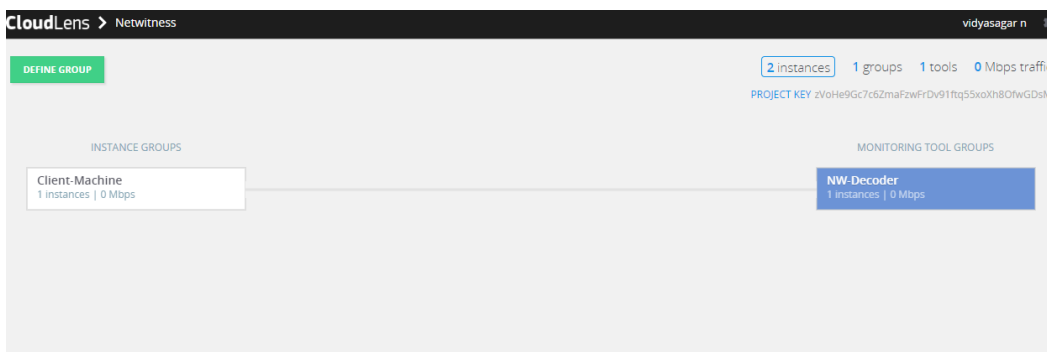 CloudLens > Netwitness vidyasagar n
DEFINE GROUP
2 instances 1 groups 1 tools 0 Mbps traffi
PROJECT KEY zVoHe9Gc7c6ZmaFzwFrDv91ftq55xoXh8OfwGDsM
INSTANCE GROUPS MONITORING TOOL GROUPS
Client-Machine NW-Decoder
1 instances | 0 Mbps 1 instances | 0 Mbps